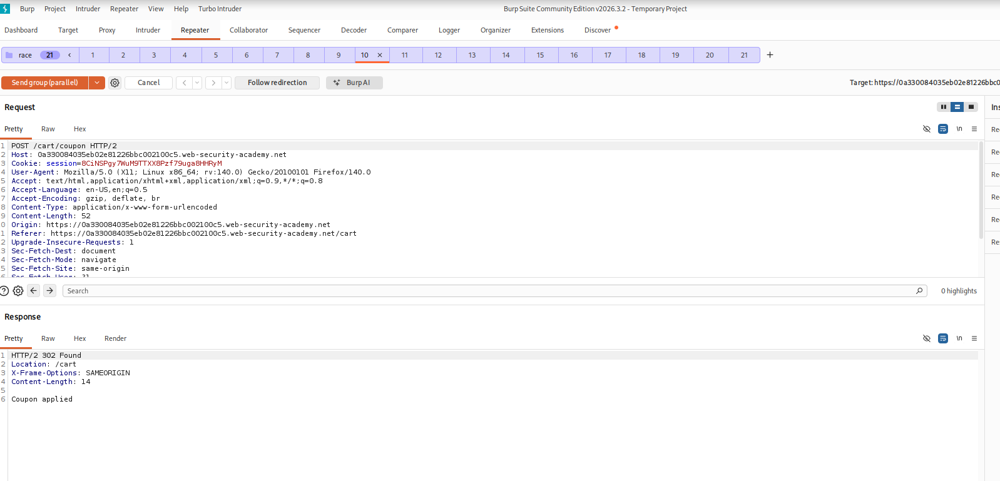 Burp Project Intruder Repeater View Help Turbo Intruder Burp Suite Community Edition v2026.3.2 - Temporary Project
Dashboard Target Proxy Intruder Repeater Collaborator Sequencer Decoder Comparer Logger Organizer Extensions Discover
race 21 < 1 2 3 4 5 6 7 8 9 10 × 11 12 13 14 15 16 17 18 19 20 21 +
Send group (parallel) Cancel < > Follow redirection Burp AI Target: https://0a330084035eb02e81226bbc0
Request Ins
Pretty Raw Hex \n Re
1 POST /cart/coupon HTTP/2
2 Host: 0a330084035eb02e81226bbc002100c5.web-security-academy.net Re
3 Cookie: session=8CiNSPgy7WuM9TTXX8Pzf79uga8HHRyM
4 User-Agent: Mozilla/5.0 (X11; Linux x86_64; rv:140.0) Gecko/20100101 Firefox/140.0 Re
5 Accept: text/html,application/xhtml+xml,application/xml;q=0.9,*/*;q=0.8
6 Accept-Language: en-US,en;q=0.5
7 Accept-Encoding: gzip, deflate, br Re
8 Content-Type: application/x-www-form-urlencoded
9 Content-Length: 52 Re
0 Origin: https://0a330084035eb02e81226bbc002100c5.web-security-academy.net
1 Referer: https://0a330084035eb02e81226bbc002100c5.web-security-academy.net/cart
2 Upgrade-Insecure-Requests: 1 Res
3 Sec-Fetch-Dest: document
4 Sec-Fetch-Mode: navigate
5 Sec-Fetch-Site: same-origin
6 Sec-Fetch-User: ?1
Search 0 highlights
Response
Pretty Raw Hex Render \n
1 HTTP/2 302 Found
2 Location: /cart
3 X-Frame-Options: SAMEORIGIN
4 Content-Length: 14
5
6 Coupon applied